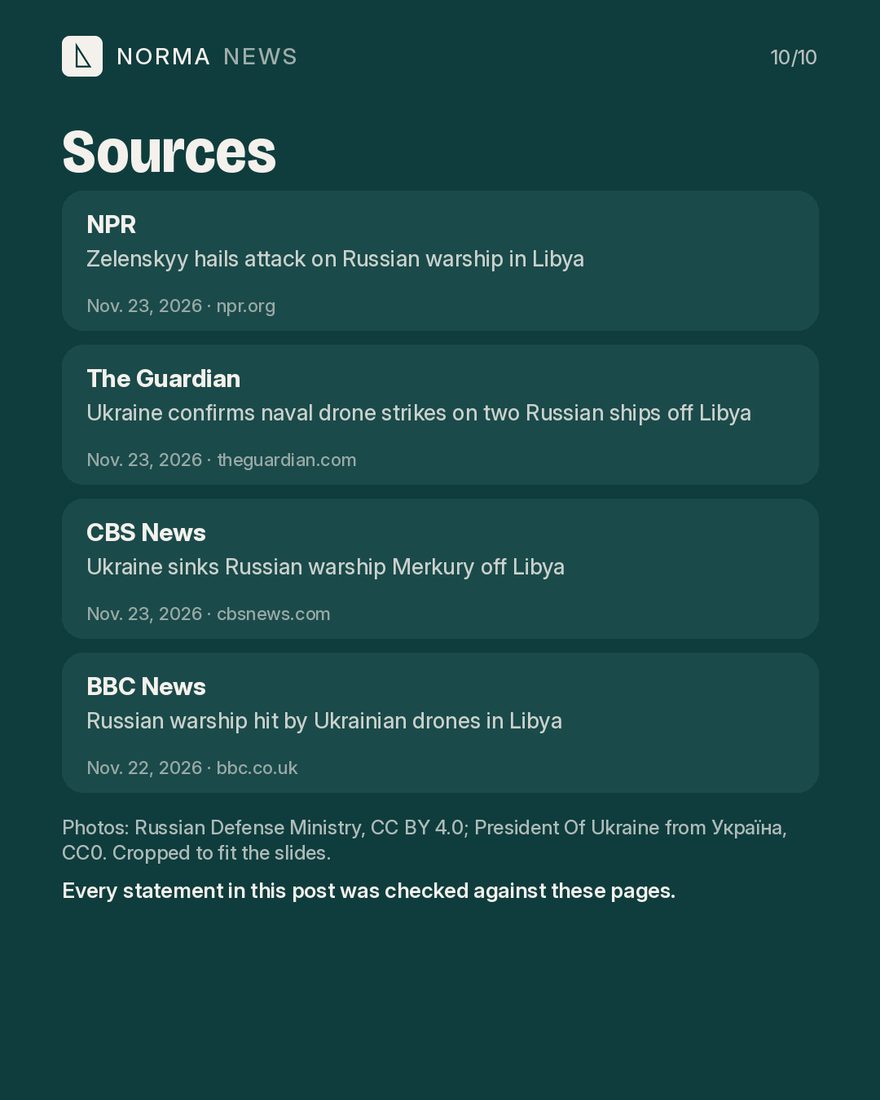 NORMA NEWS
10/10
Sources
NPR
Zelenskyy hails attack on Russian warship in Libya
Nov. 23, 2026 · npr.org
The Guardian
Ukraine confirms naval drone strikes on two Russian ships off Libya
Nov. 23, 2026 · theguardian.com
CBS News
Ukraine sinks Russian warship Merkury off Libya
Nov. 23, 2026 · cbsnews.com
BBC News
Russian warship hit by Ukrainian drones in Libya
Nov. 22, 2026 · bbc.co.uk
Photos: Russian Defense Ministry, CC BY 4.0; President Of Ukraine from Україна,
CC0. Cropped to fit the slides.
Every statement in this post was checked against these pages.